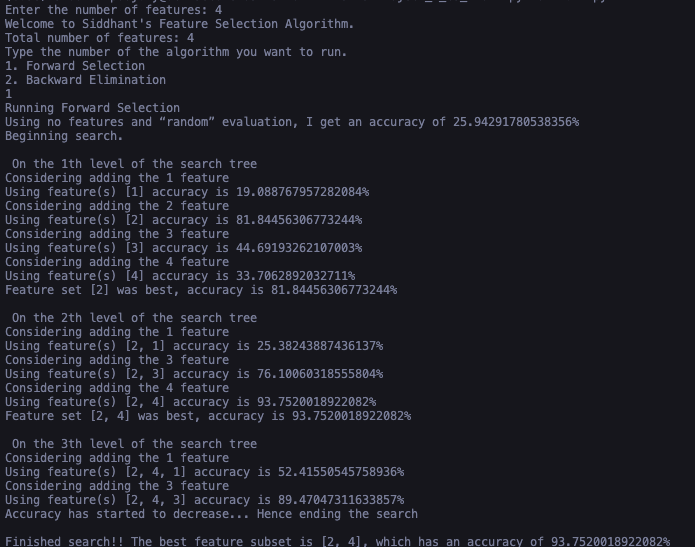 Enter the number of features: 4
Welcome to Siddhant's Feature Selection Algorithm.
Total number of features: 4
Type the number of the algorithm you want to run.
1. Forward Selection
2. Backward Elimination
1
Running Forward Selection
Using no features and “random” evaluation, I get an accuracy of 25.94291780538356%
Beginning search.
On the 1th level of the search tree
Considering adding the 1 feature
Using feature(s) [1] accuracy is 19.088767957282084%
Considering adding the 2 feature
Using feature(s) [2] accuracy is 81.84456306773244%
Considering adding the 3 feature
Using feature(s) [3] accuracy is 44.69193262107003%
Considering adding the 4 feature
Using feature(s) [4] accuracy is 33.7062892032711%
Feature set [2] was best, accuracy is 81.84456306773244%
On the 2th level of the search tree
Considering adding the 1 feature
Using feature(s) [2, 1] accuracy is 25.38243887436137%
Considering adding the 3 feature
Using feature(s) [2, 3] accuracy is 76.10060318555804%
Considering adding the 4 feature
Using feature(s) [2, 4] accuracy is 93.7520018922082%
Feature set [2, 4] was best, accuracy is 93.7520018922082%
On the 3th level of the search tree
Considering adding the 1 feature
Using feature(s) [2, 4, 1] accuracy is 52.41550545758936%
Considering adding the 3 feature
Using feature(s) [2, 4, 3] accuracy is 89.47047311633857%
Accuracy has started to decrease... Hence ending the search
Finished search!! The best feature subset is [2, 4], which has an accuracy of 93.7520018922082%